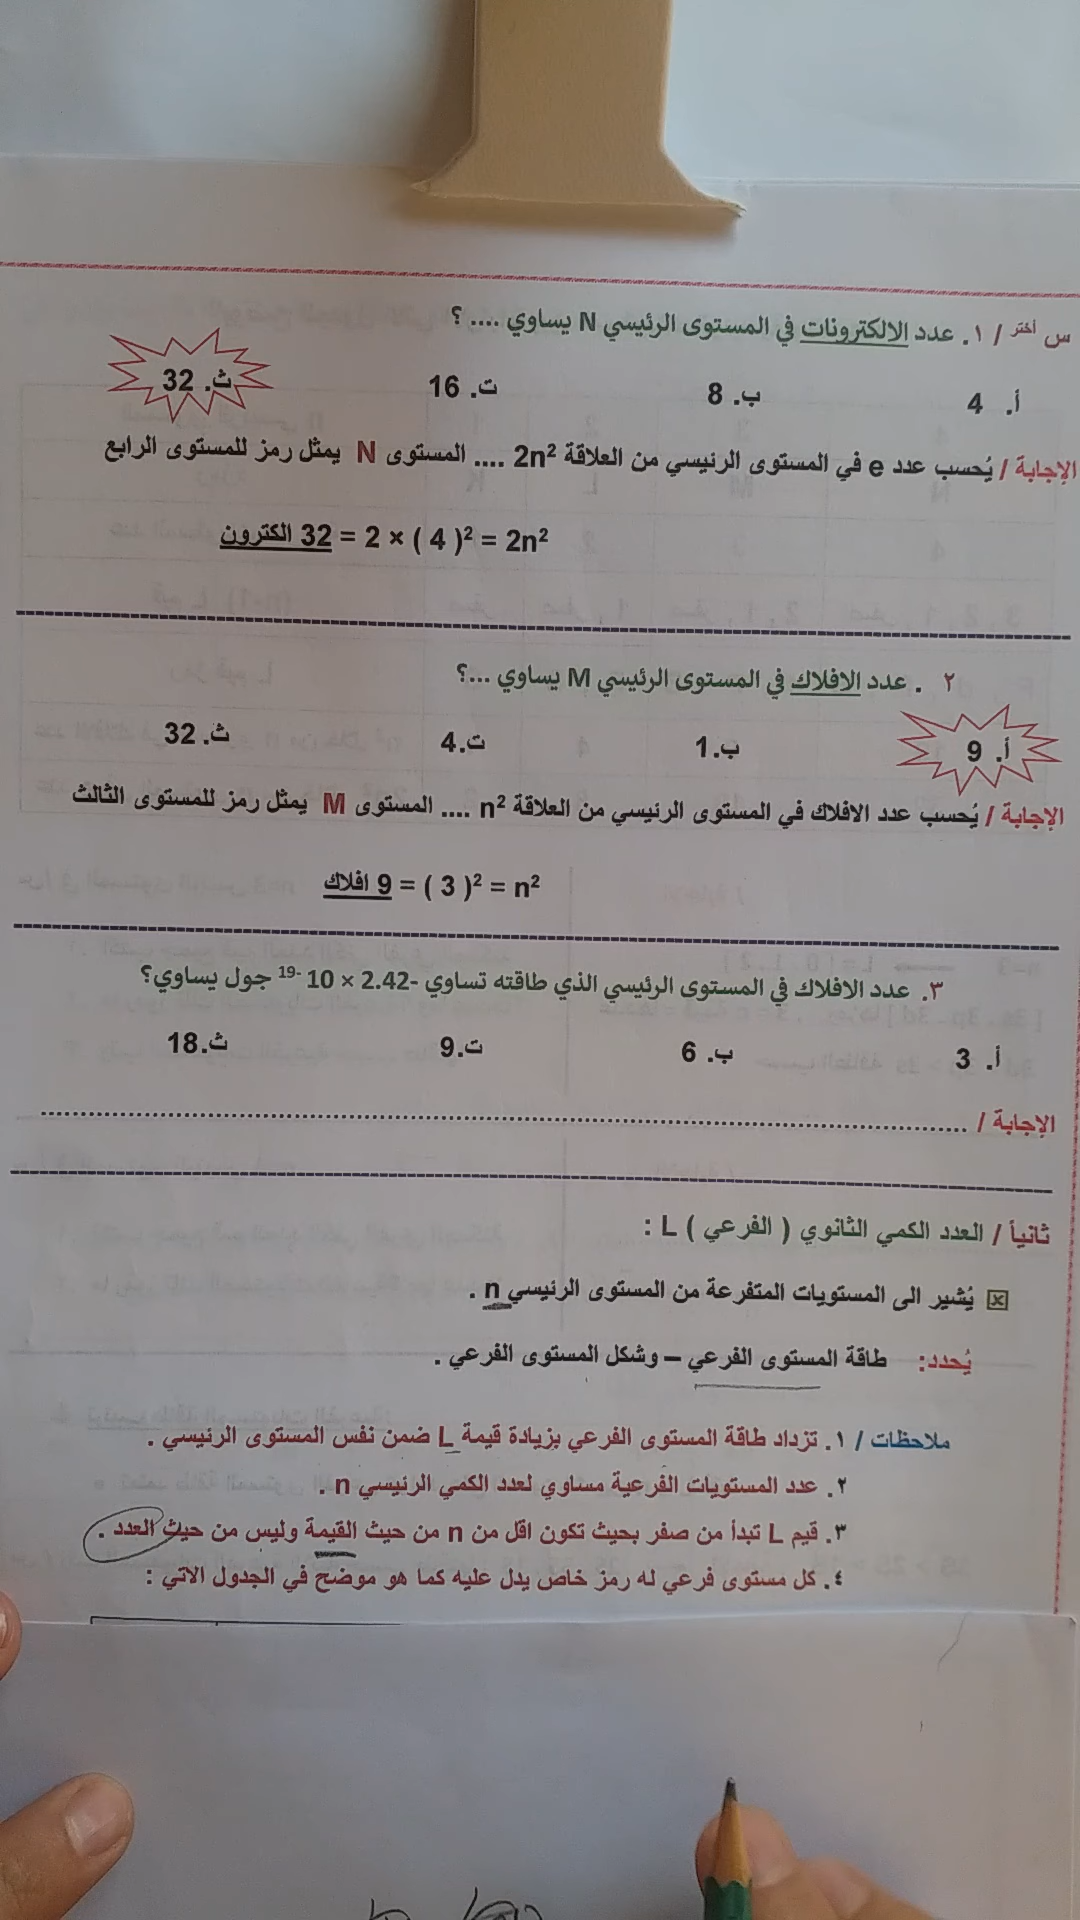 س أختر / ١. عدد الالكترونات في المستوى الرئيسي N يساوي .... ؟
أ. 4 ب. 8 ت. 16 ث. 32
الإجابة / يُحسب عدد e في المستوى الرئيسي من العلاقة 2n² .... المستوى N يمثل رمز للمستوى الرابع
2n² = 2 × ( 4 )² = 32 الكترون
٢ . عدد الافلاك في المستوى الرئيسي M يساوي ...؟
أ. 9 ب. 1 ت. 4 ث. 32
الإجابة / يُحسب عدد الافلاك في المستوى الرئيسي من العلاقة n² .... المستوى M يمثل رمز للمستوى الثالث
n² = ( 3 )² = 9 افلاك
٣. عدد الافلاك في المستوى الرئيسي الذي طاقته تساوي -2.42 × 10⁻¹⁹ جول يساوي؟
أ. 3 ب. 6 ت. 9 ث. 18
الإجابة / ..........................................................................
ثانياً / العدد الكمي الثانوي ( الفرعي ) L :
يُشير الى المستويات المتفرعة من المستوى الرئيسي n .
يُحدد: طاقة المستوى الفرعي – وشكل المستوى الفرعي .
ملاحظات / ١. تزداد طاقة المستوى الفرعي بزيادة قيمة L ضمن نفس المستوى الرئيسي .
٢. عدد المستويات الفرعية مساوي لعدد الكمي الرئيسي n .
٣. قيم L تبدأ من صفر بحيث تكون اقل من n من حيث القيمة وليس من حيث العدد .
٤. كل مستوى فرعي له رمز خاص يدل عليه كما هو موضح في الجدول الاتي :